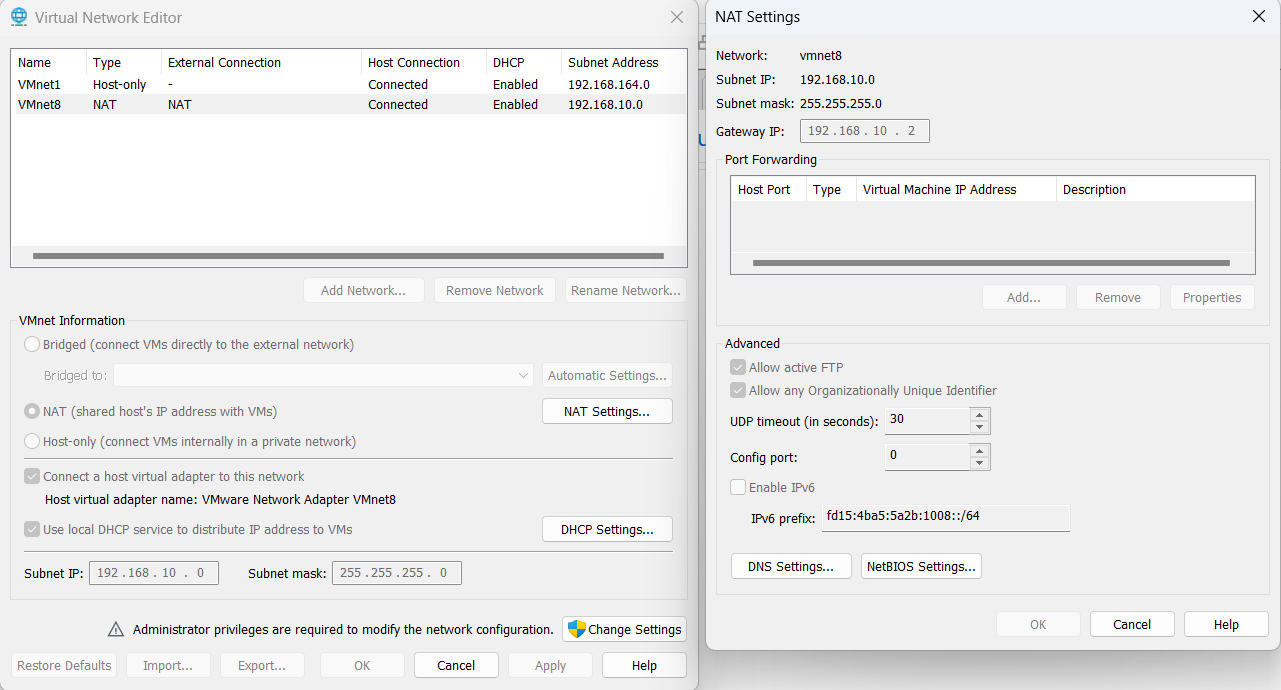 Virtual Network Editor
Name Type External Connection Host Connection DHCP Subnet Address
VMnet1 Host-only - Connected Enabled 192.168.164.0
VMnet8 NAT NAT Connected Enabled 192.168.10.0
Add Network... Remove Network Rename Network...
VMnet Information
Bridged (connect VMs directly to the external network)
Bridged to: Automatic Settings...
NAT (shared host's IP address with VMs) NAT Settings...
Host-only (connect VMs internally in a private network)
Connect a host virtual adapter to this network
Host virtual adapter name: VMware Network Adapter VMnet8
Use local DHCP service to distribute IP address to VMs DHCP Settings...
Subnet IP: 192 . 168 . 10 . 0 Subnet mask: 255 . 255 . 255 . 0
Administrator privileges are required to modify the network configuration. Change Settings
Restore Defaults Import... Export... OK Cancel Apply Help
NAT Settings
Network: vmnet8
Subnet IP: 192.168.10.0
Subnet mask: 255.255.255.0
Gateway IP: 192 . 168 . 10 . 2
Port Forwarding
Host Port Type Virtual Machine IP Address Description
Add... Remove Properties
Advanced
Allow active FTP
Allow any Organizationally Unique Identifier
UDP timeout (in seconds): 30
Config port: 0
Enable IPv6
IPv6 prefix: fd15:4ba5:5a2b:1008::/64
DNS Settings... NetBIOS Settings...
OK Cancel Help